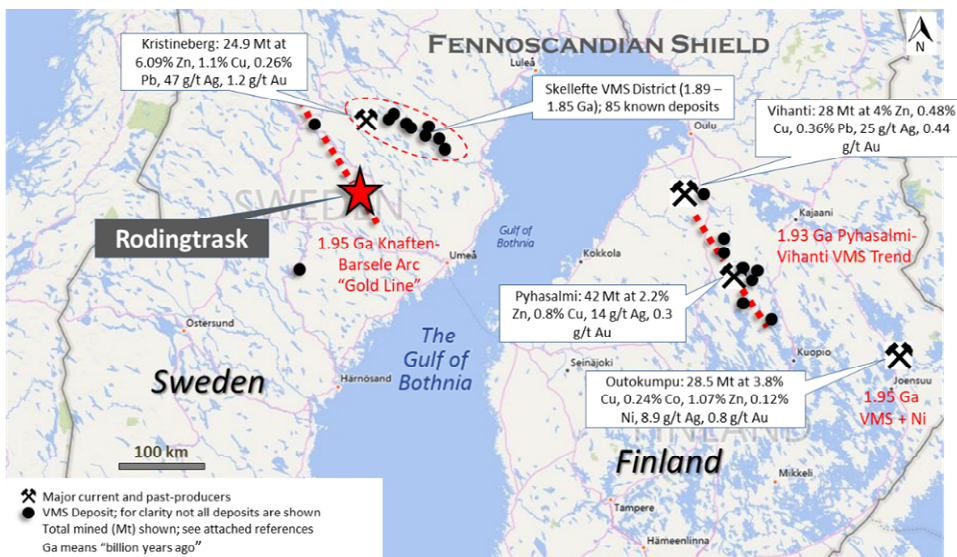 FENNOSCANDIAN SHIELD
N
Kristineberg: 24.9 Mt at
6.09% Zn, 1.1% Cu, 0.26%
Pb, 47 g/t Ag, 1.2 g/t Au
Luleå
Skellefte VMS District (1.89 –
1.85 Ga); 85 known deposits
Vihanti: 28 Mt at 4% Zn, 0.48%
Cu, 0.36% Pb, 25 g/t Ag, 0.44
g/t Au
Oulu
SWEDEN
Rodingtrask
1.95 Ga Knaften-
Barsele Arc
"Gold Line"
Umeå
Gulf of
Bothnia
Kokkola
Kajaani
1.93 Ga Pyhasalmi-
Vihanti VMS Trend
Pyhasalmi: 42 Mt at 2.2%
Zn, 0.8% Cu, 14 g/t Ag, 0.3
g/t Au
Östersund
The
Gulf of
Bothnia
Sweden
Härnösand
Seinäjoki
Kuopio
Outokumpu: 28.5 Mt at 3.8%
Cu, 0.24% Co, 1.07% Zn, 0.12%
Ni, 8.9 g/t Ag, 0.8 g/t Au
Joensuu
1.95 Ga
VMS + Ni
FINLAND
Finland
100 km
Mikkeli
Tampere
Hämeenlinna
Major current and past-producers
VMS Deposit; for clarity not all deposits are shown
Total mined (Mt) shown; see attached references
Ga means "billion years ago"